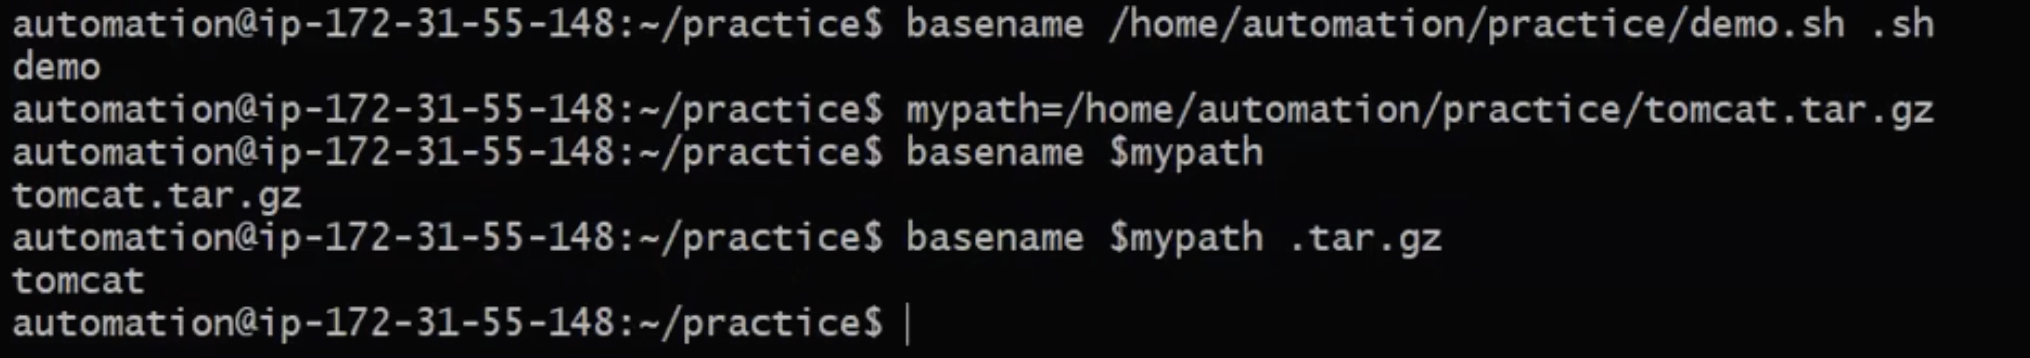 automation@ip-172-31-55-148:~/practice$ basename /home/automation/practice/demo.sh .sh
demo
automation@ip-172-31-55-148:~/practice$ mypath=/home/automation/practice/tomcat.tar.gz
automation@ip-172-31-55-148:~/practice$ basename $mypath
tomcat.tar.gz
automation@ip-172-31-55-148:~/practice$ basename $mypath .tar.gz
tomcat
automation@ip-172-31-55-148:~/practice$